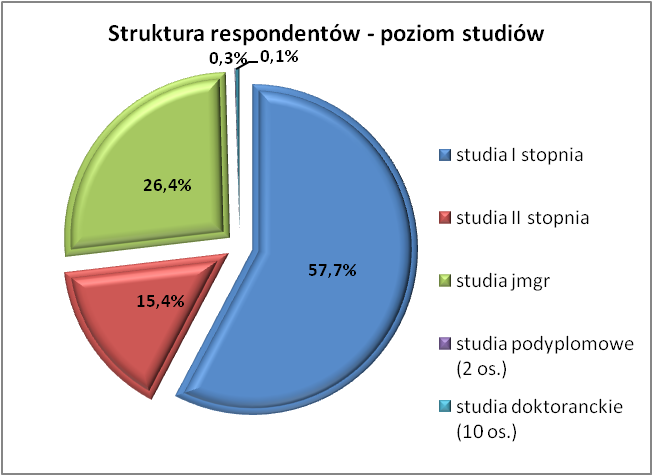 Struktura respondentów - poziom studiów
0,3% 0,1%
26,4%
57,7%
15,4%
studia I stopnia
studia II stopnia
studia jmgr
studia podyplomowe
(2 os.)
studia doktoranckie
(10 os.)